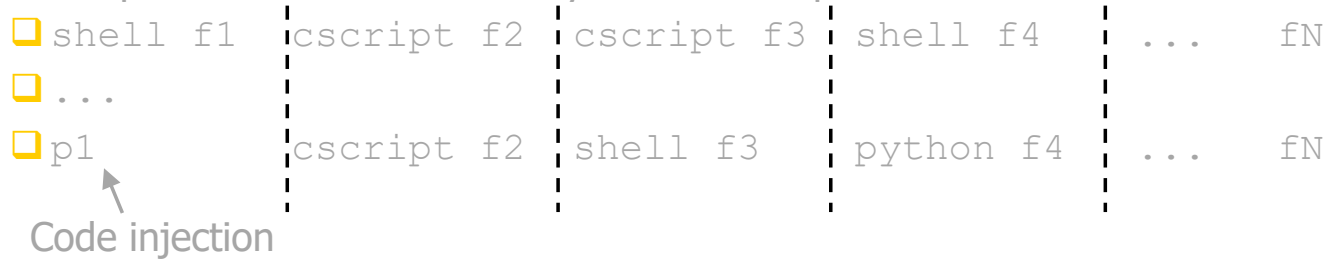 shell f1 cscript f2 cscript f3 shell f4 ... fN
...
p1 cscript f2 shell f3 python f4 ... fN
Code injection